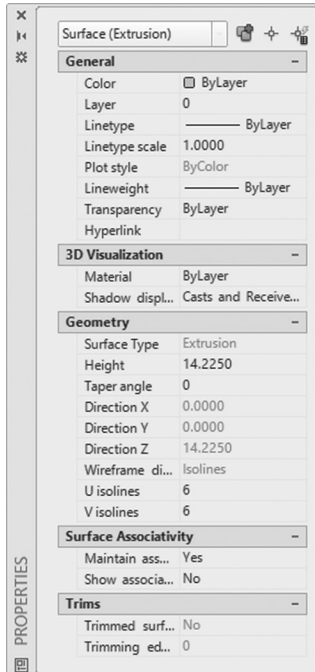 Surface (Extrusion)
General
Color ByLayer
Layer 0
Linetype ByLayer
Linetype scale 1.0000
Plot style ByColor
Lineweight ByLayer
Transparency ByLayer
Hyperlink
3D Visualization
Material ByLayer
Shadow displ... Casts and Receive...
Geometry
Surface Type Extrusion
Height 14.2250
Taper angle 0
Direction X 0.0000
Direction Y 0.0000
Direction Z 14.2250
Wireframe di... Isolines
U isolines 6
V isolines 6
Surface Associativity
Maintain ass... Yes
Show associa... No
Trims
Trimmed surf... No
Trimming ed... 0
PROPERTIES